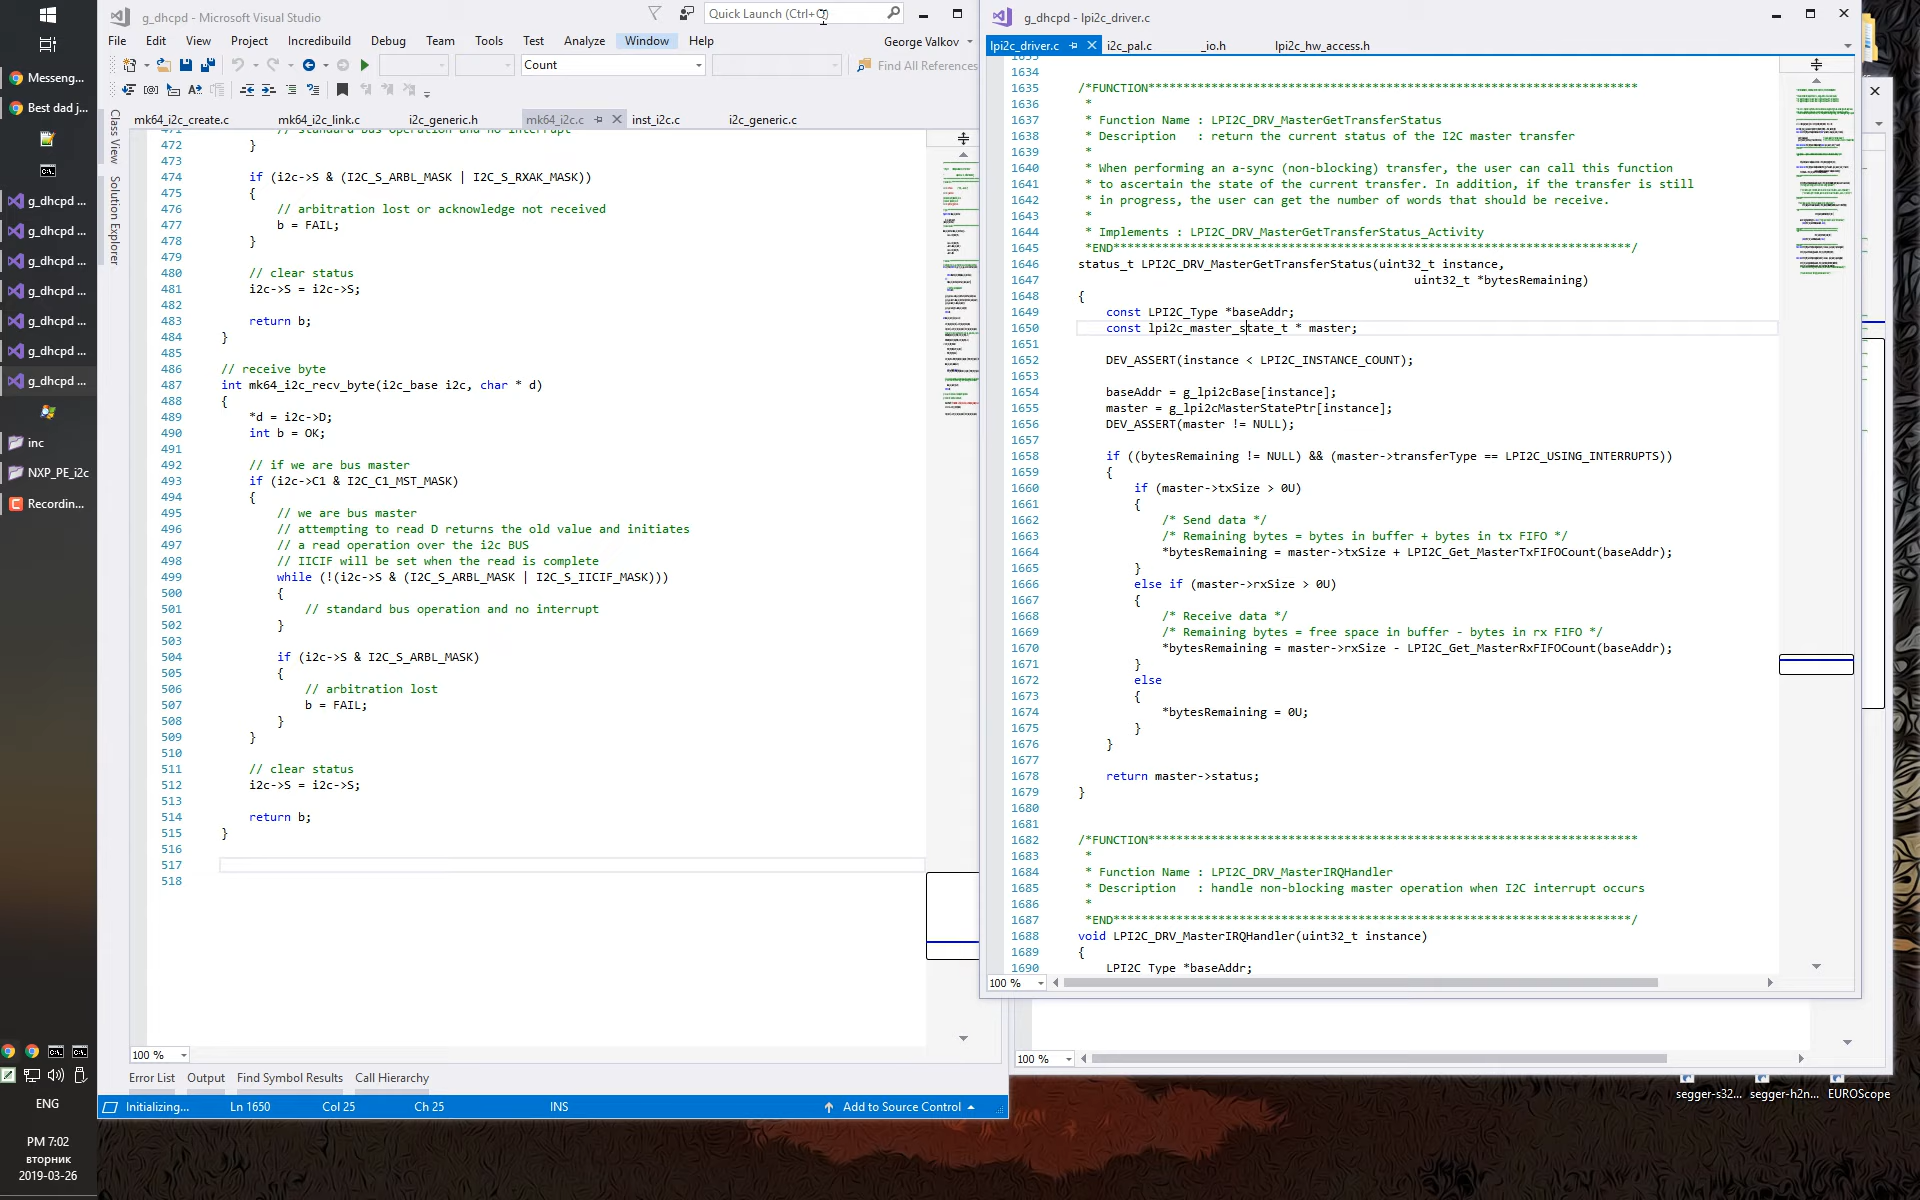 Messeng...
Best dad j...
g_dhcpd ...
g_dhcpd ...
g_dhcpd ...
g_dhcpd ...
g_dhcpd ...
g_dhcpd ...
g_dhcpd ...
inc
NXP_PE_i2c
Recordin...
ENG
PM 7:02
вторник
2019-03-26
g_dhcpd - Microsoft Visual Studio
Quick Launch (Ctrl+Q)
File Edit View Project Incredibuild Debug Team Tools Test Analyze Window Help
George Valkov
Count
Find All References
Class View
Solution Explorer
mk64_i2c_create.c mk64_i2c_link.c i2c_generic.h mk64_i2c.c inst_i2c.c i2c_generic.c
471 // standard bus operation and no interrupt
472 }
473
474 if (i2c->S & (I2C_S_ARBL_MASK | I2C_S_RXAK_MASK))
475 {
476 // arbitration lost or acknowledge not received
477 b = FAIL;
478 }
479
480 // clear status
481 i2c->S = i2c->S;
482
483 return b;
484 }
485
486 // receive byte
487 int mk64_i2c_recv_byte(i2c_base i2c, char * d)
488 {
489 *d = i2c->D;
490 int b = OK;
491
492 // if we are bus master
493 if (i2c->C1 & I2C_C1_MST_MASK)
494 {
495 // we are bus master
496 // attempting to read D returns the old value and initiates
497 // a read operation over the i2c BUS
498 // IICIF will be set when the read is complete
499 while (!(i2c->S & (I2C_S_ARBL_MASK | I2C_S_IICIF_MASK)))
500 {
501 // standard bus operation and no interrupt
502 }
503
504 if (i2c->S & I2C_S_ARBL_MASK)
505 {
506 // arbitration lost
507 b = FAIL;
508 }
509 }
510
511 // clear status
512 i2c->S = i2c->S;
513
514 return b;
515 }
516
517
518
100 %
Error List Output Find Symbol Results Call Hierarchy
Initializing... Ln 1650 Col 25 Ch 25 INS Add to Source Control
g_dhcpd - lpi2c_driver.c
lpi2c_driver.c i2c_pal.c _io.h lpi2c_hw_access.h
1633
1634
1635 /*FUNCTION**********************************************************************
1636 *
1637 * Function Name : LPI2C_DRV_MasterGetTransferStatus
1638 * Description : return the current status of the I2C master transfer
1639 *
1640 * When performing an a-sync (non-blocking) transfer, the user can call this function
1641 * to ascertain the state of the current transfer. In addition, if the transfer is still
1642 * in progress, the user can get the number of words that should be receive.
1643 *
1644 * Implements : LPI2C_DRV_MasterGetTransferStatus_Activity
1645 *END**************************************************************************/
1646 status_t LPI2C_DRV_MasterGetTransferStatus(uint32_t instance,
1647 uint32_t *bytesRemaining)
1648 {
1649 const LPI2C_Type *baseAddr;
1650 const lpi2c_master_state_t * master;
1651
1652 DEV_ASSERT(instance < LPI2C_INSTANCE_COUNT);
1653
1654 baseAddr = g_lpi2cBase[instance];
1655 master = g_lpi2cMasterStatePtr[instance];
1656 DEV_ASSERT(master != NULL);
1657
1658 if ((bytesRemaining != NULL) && (master->transferType == LPI2C_USING_INTERRUPTS))
1659 {
1660 if (master->txSize > 0U)
1661 {
1662 /* Send data */
1663 /* Remaining bytes = bytes in buffer + bytes in tx FIFO */
1664 *bytesRemaining = master->txSize + LPI2C_Get_MasterTxFIFOCount(baseAddr);
1665 }
1666 else if (master->rxSize > 0U)
1667 {
1668 /* Receive data */
1669 /* Remaining bytes = free space in buffer - bytes in rx FIFO */
1670 *bytesRemaining = master->rxSize - LPI2C_Get_MasterRxFIFOCount(baseAddr);
1671 }
1672 else
1673 {
1674 *bytesRemaining = 0U;
1675 }
1676 }
1677
1678 return master->status;
1679 }
1680
1681
1682 /*FUNCTION**********************************************************************
1683 *
1684 * Function Name : LPI2C_DRV_MasterIRQHandler
1685 * Description : handle non-blocking master operation when I2C interrupt occurs
1686 *
1687 *END**************************************************************************/
1688 void LPI2C_DRV_MasterIRQHandler(uint32_t instance)
1689 {
1690 LPI2C_Type *baseAddr;
100 %
100 %
segger-s32... segger-h2n... EUROScope